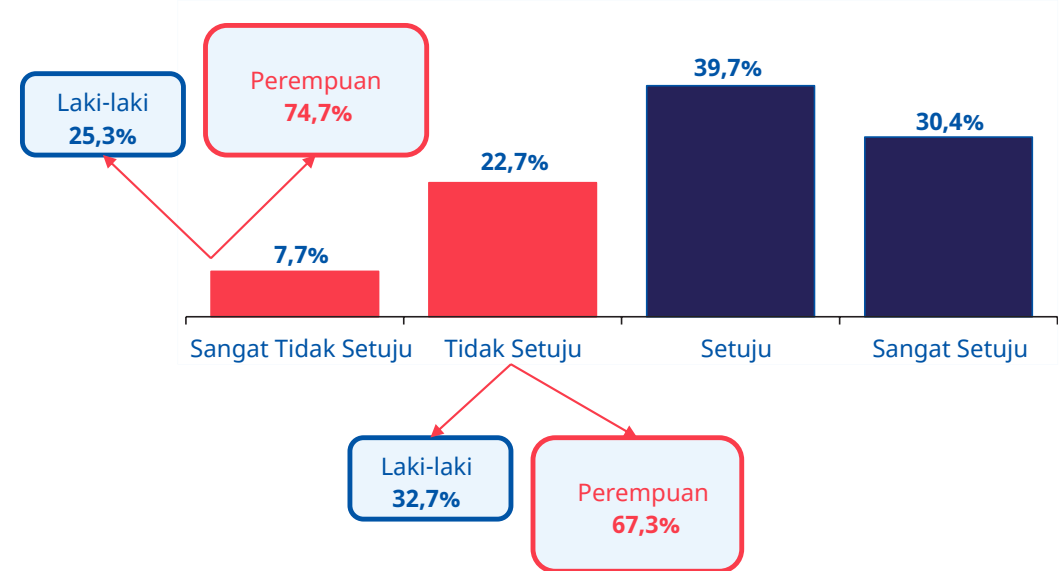 Laki-laki
25,3%
Perempuan
74,7%
7,7%
22,7%
39,7%
30,4%
Sangat Tidak Setuju
Tidak Setuju
Setuju
Sangat Setuju
Laki-laki
32,7%
Perempuan
67,3%